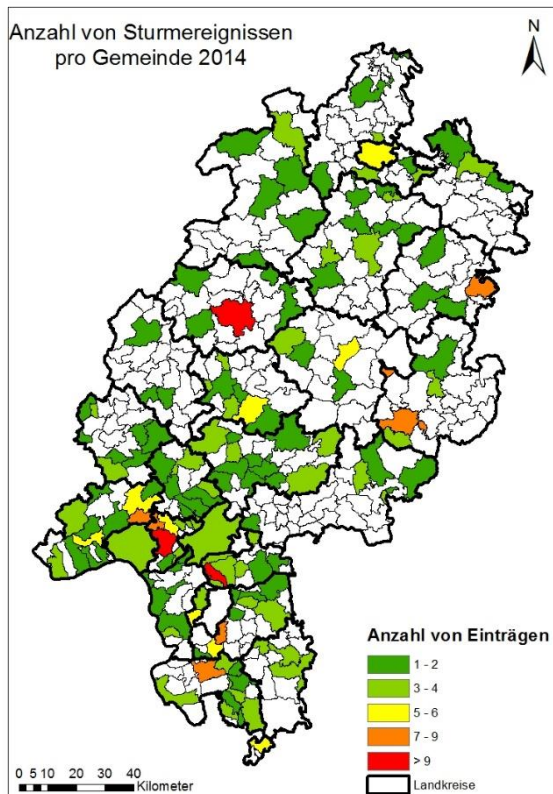 Anzahl von Sturmereignissen
pro Gemeinde 2014
N
Anzahl von Einträgen
1 - 2
3 - 4
5 - 6
7 - 9
> 9
Landkreise
0 5 10 20 30 40
Kilometer